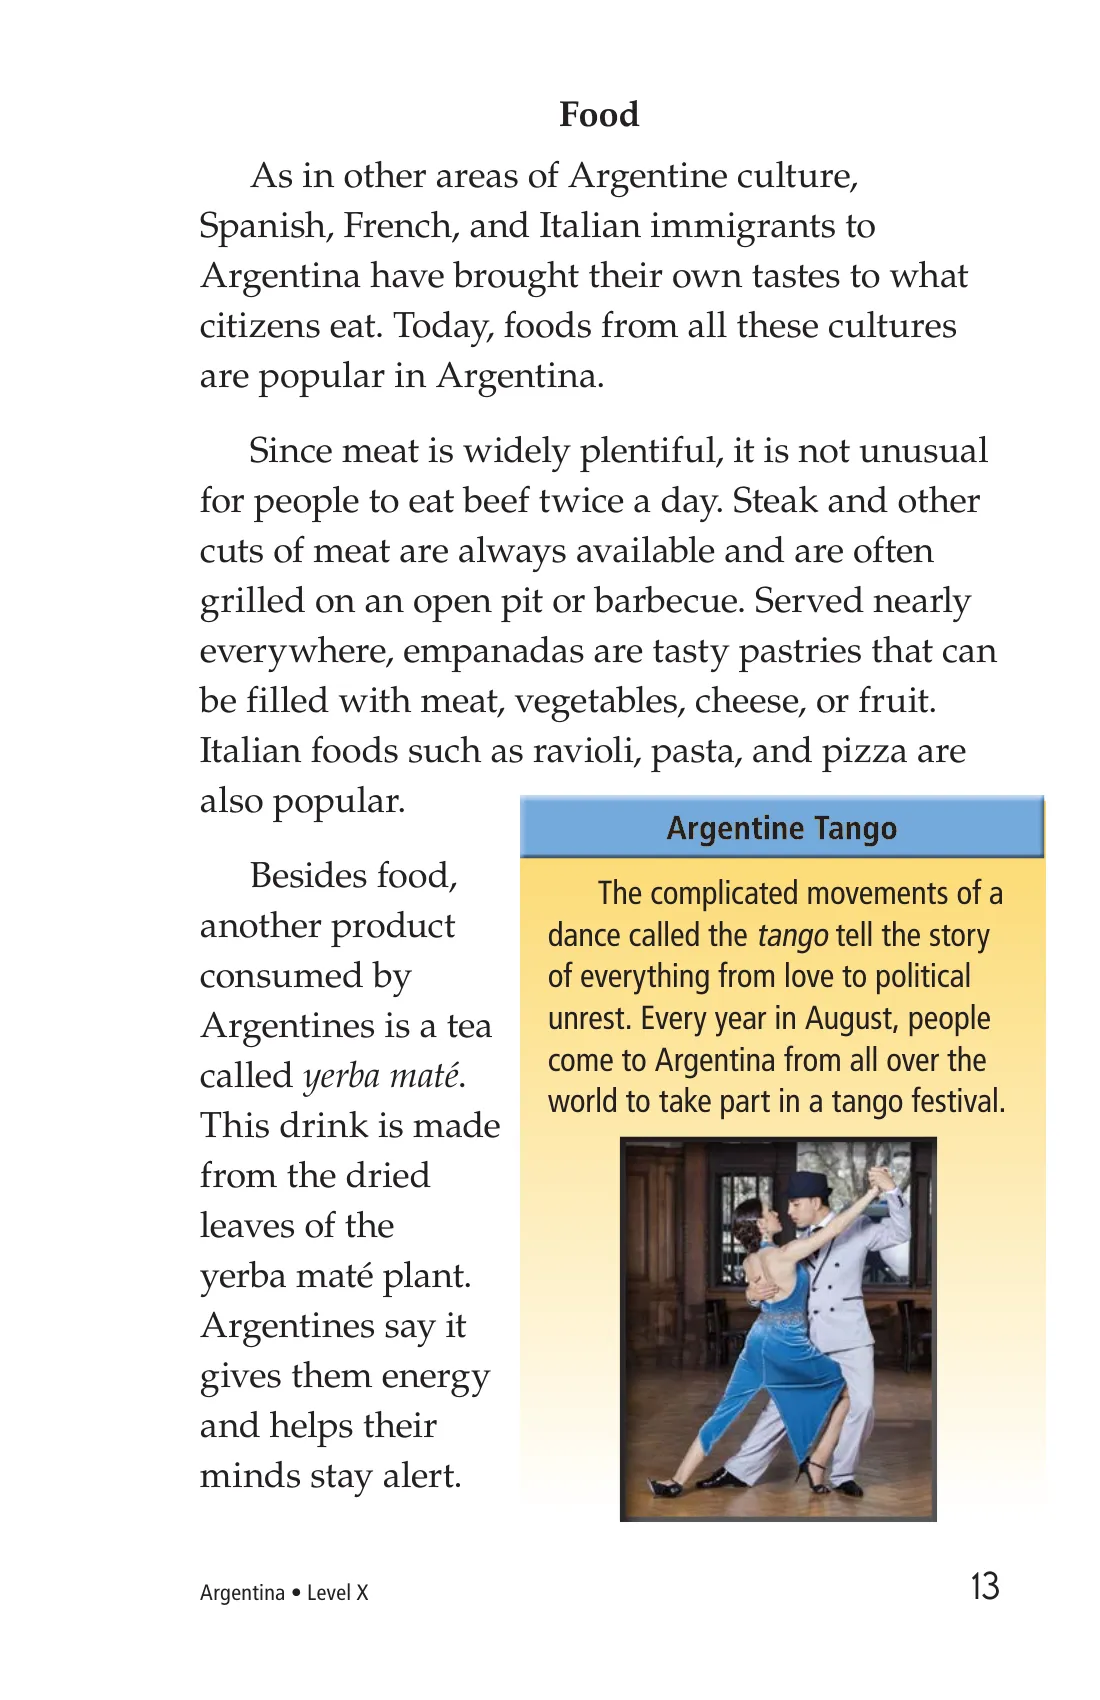 Food
As in other areas of Argentine culture,
Spanish, French, and Italian immigrants to
Argentina have brought their own tastes to what
citizens eat. Today, foods from all these cultures
are popular in Argentina.
Since meat is widely plentiful, it is not unusual
for people to eat beef twice a day. Steak and other
cuts of meat are always available and are often
grilled on an open pit or barbecue. Served nearly
everywhere, empanadas are tasty pastries that can
be filled with meat, vegetables, cheese, or fruit.
Italian foods such as ravioli, pasta, and pizza are
also popular.
Besides food,
another product
consumed by
Argentines is a tea
called yerba maté.
This drink is made
from the dried
leaves of the
yerba maté plant.
Argentines say it
gives them energy
and helps their
minds stay alert.
Argentine Tango
The complicated movements of a
dance called the tango tell the story
of everything from love to political
unrest. Every year in August, people
come to Argentina from all over the
world to take part in a tango festival.
Argentina • Level X
13